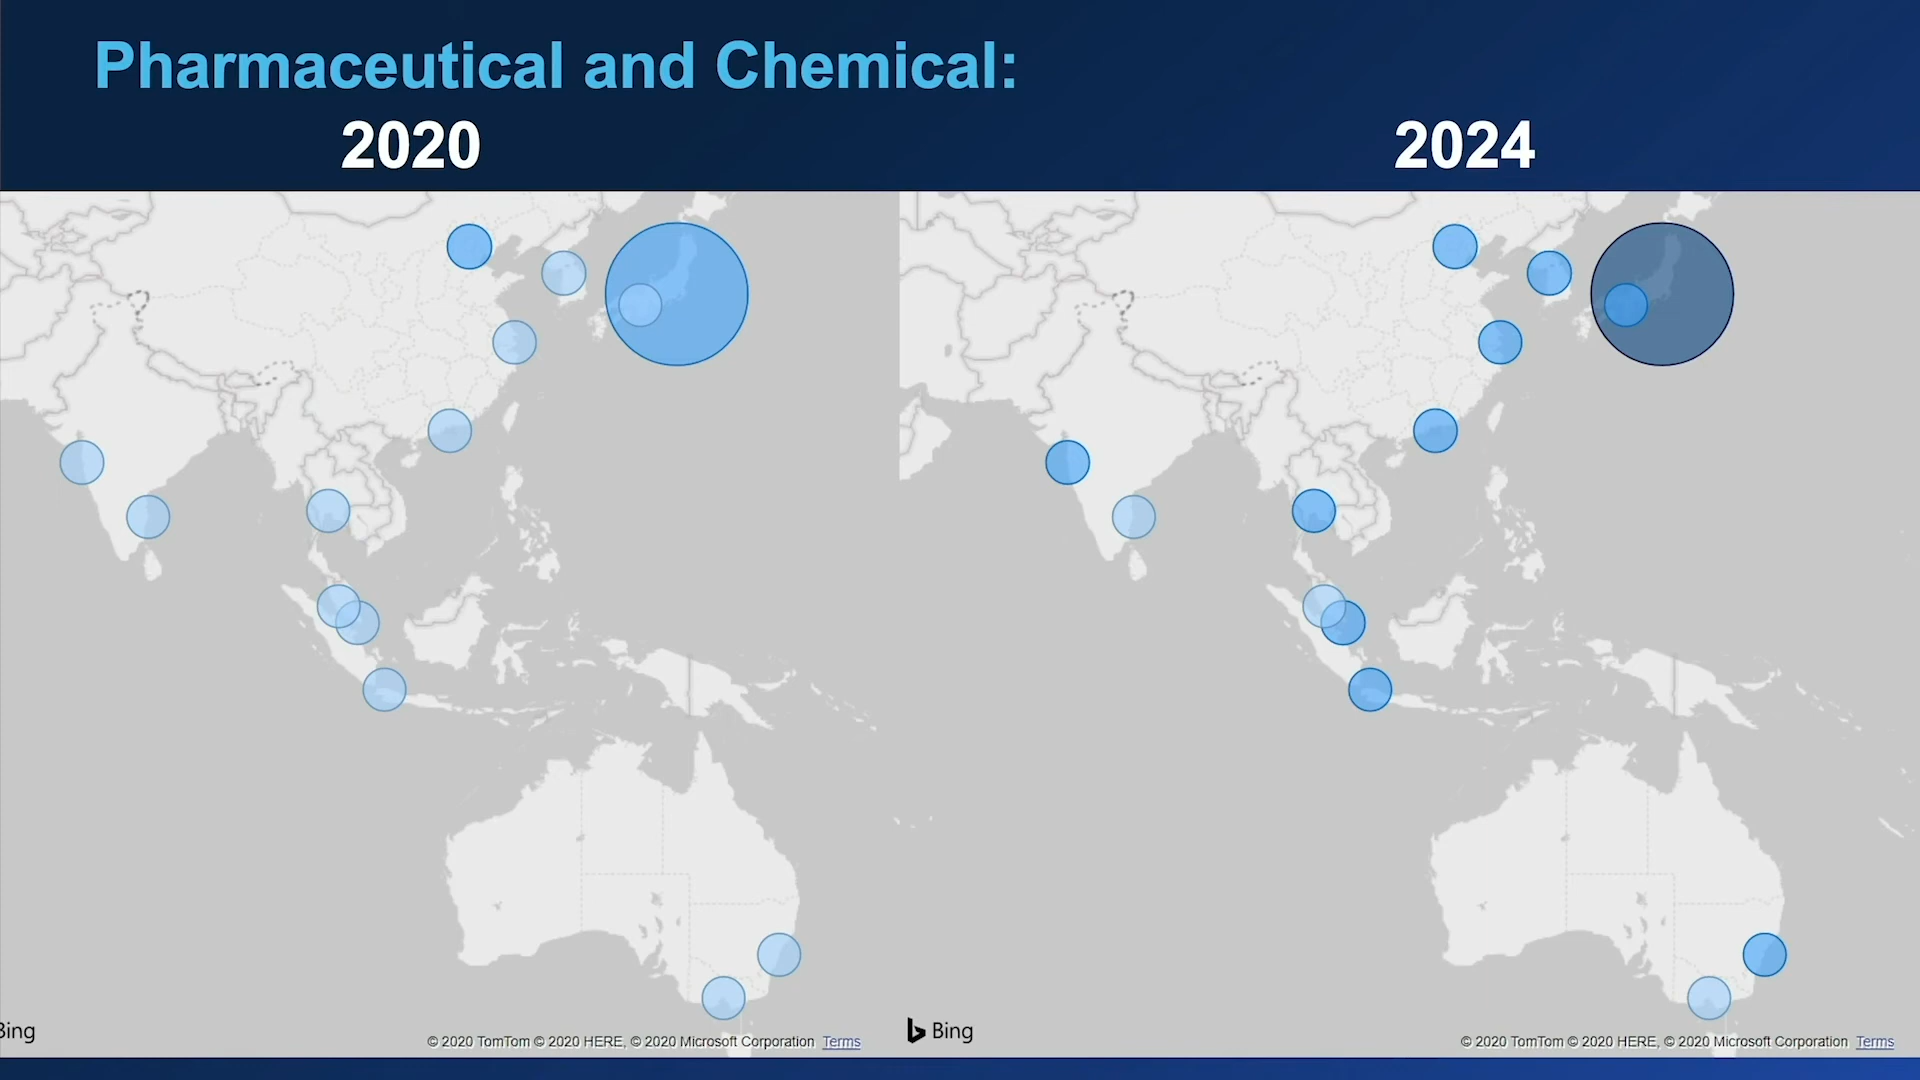 Pharmaceutical and Chemical:
2020
2024
Bing
© 2020 TomTom © 2020 HERE, © 2020 Microsoft Corporation Terms
Bing
© 2020 TomTom © 2020 HERE, © 2020 Microsoft Corporation Terms